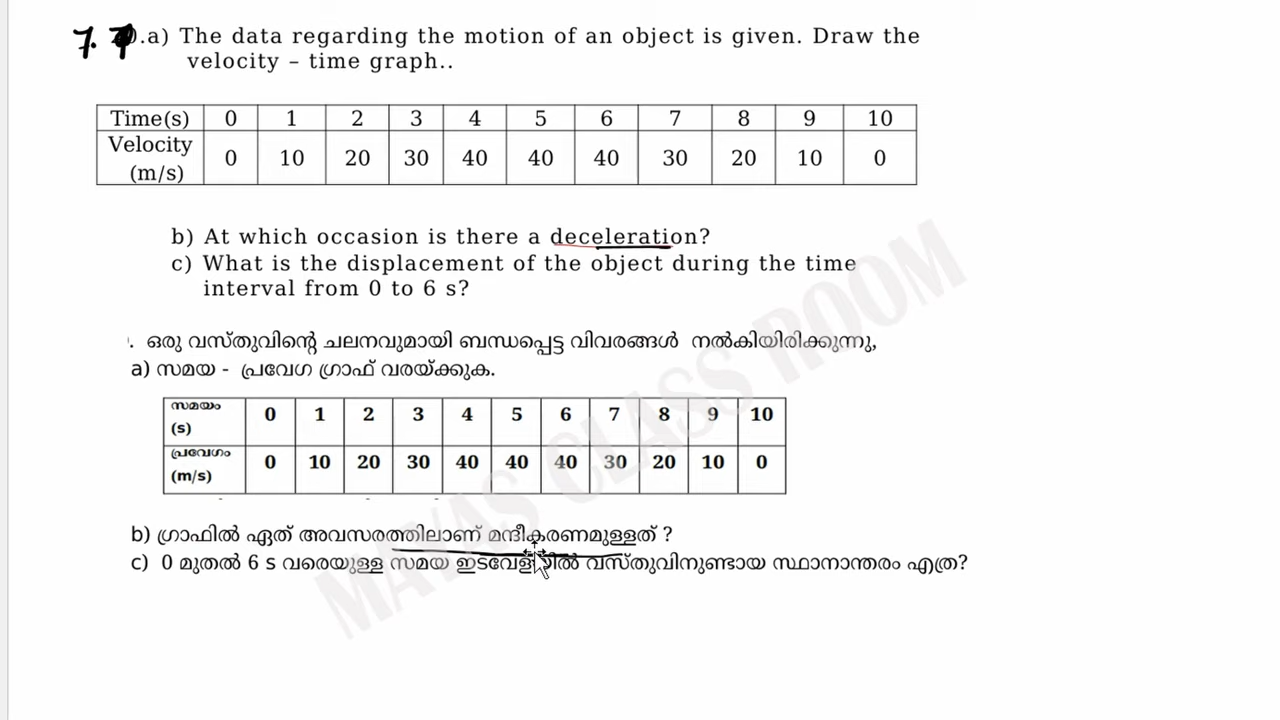 7. .a) The data regarding the motion of an object is given. Draw the
velocity – time graph..
Time(s) 0 1 2 3 4 5 6 7 8 9 10
Velocity (m/s) 0 10 20 30 40 40 40 30 20 10 0
b) At which occasion is there a deceleration?
c) What is the displacement of the object during the time
interval from 0 to 6 s?
. ഒരു വസ്തുവിന്റെ ചലനവുമായി ബന്ധപ്പെട്ട വിവരങ്ങൾ നൽകിയിരിക്കുന്നു,
a) സമയ - പ്രവേഗ ഗ്രാഫ് വരയ്ക്കുക.
സമയം (s) 0 1 2 3 4 5 6 7 8 9 10
പ്രവേഗം (m/s) 0 10 20 30 40 40 40 30 20 10 0
b) ഗ്രാഫിൽ ഏത് അവസരത്തിലാണ് മന്ദീകരണമുള്ളത് ?
c) 0 മുതൽ 6 s വരെയുള്ള സമയ ഇടവേളയിൽ വസ്തുവിനുണ്ടായ സ്ഥാനാന്തരം എത്ര?
MAYAS CLASS ROOM